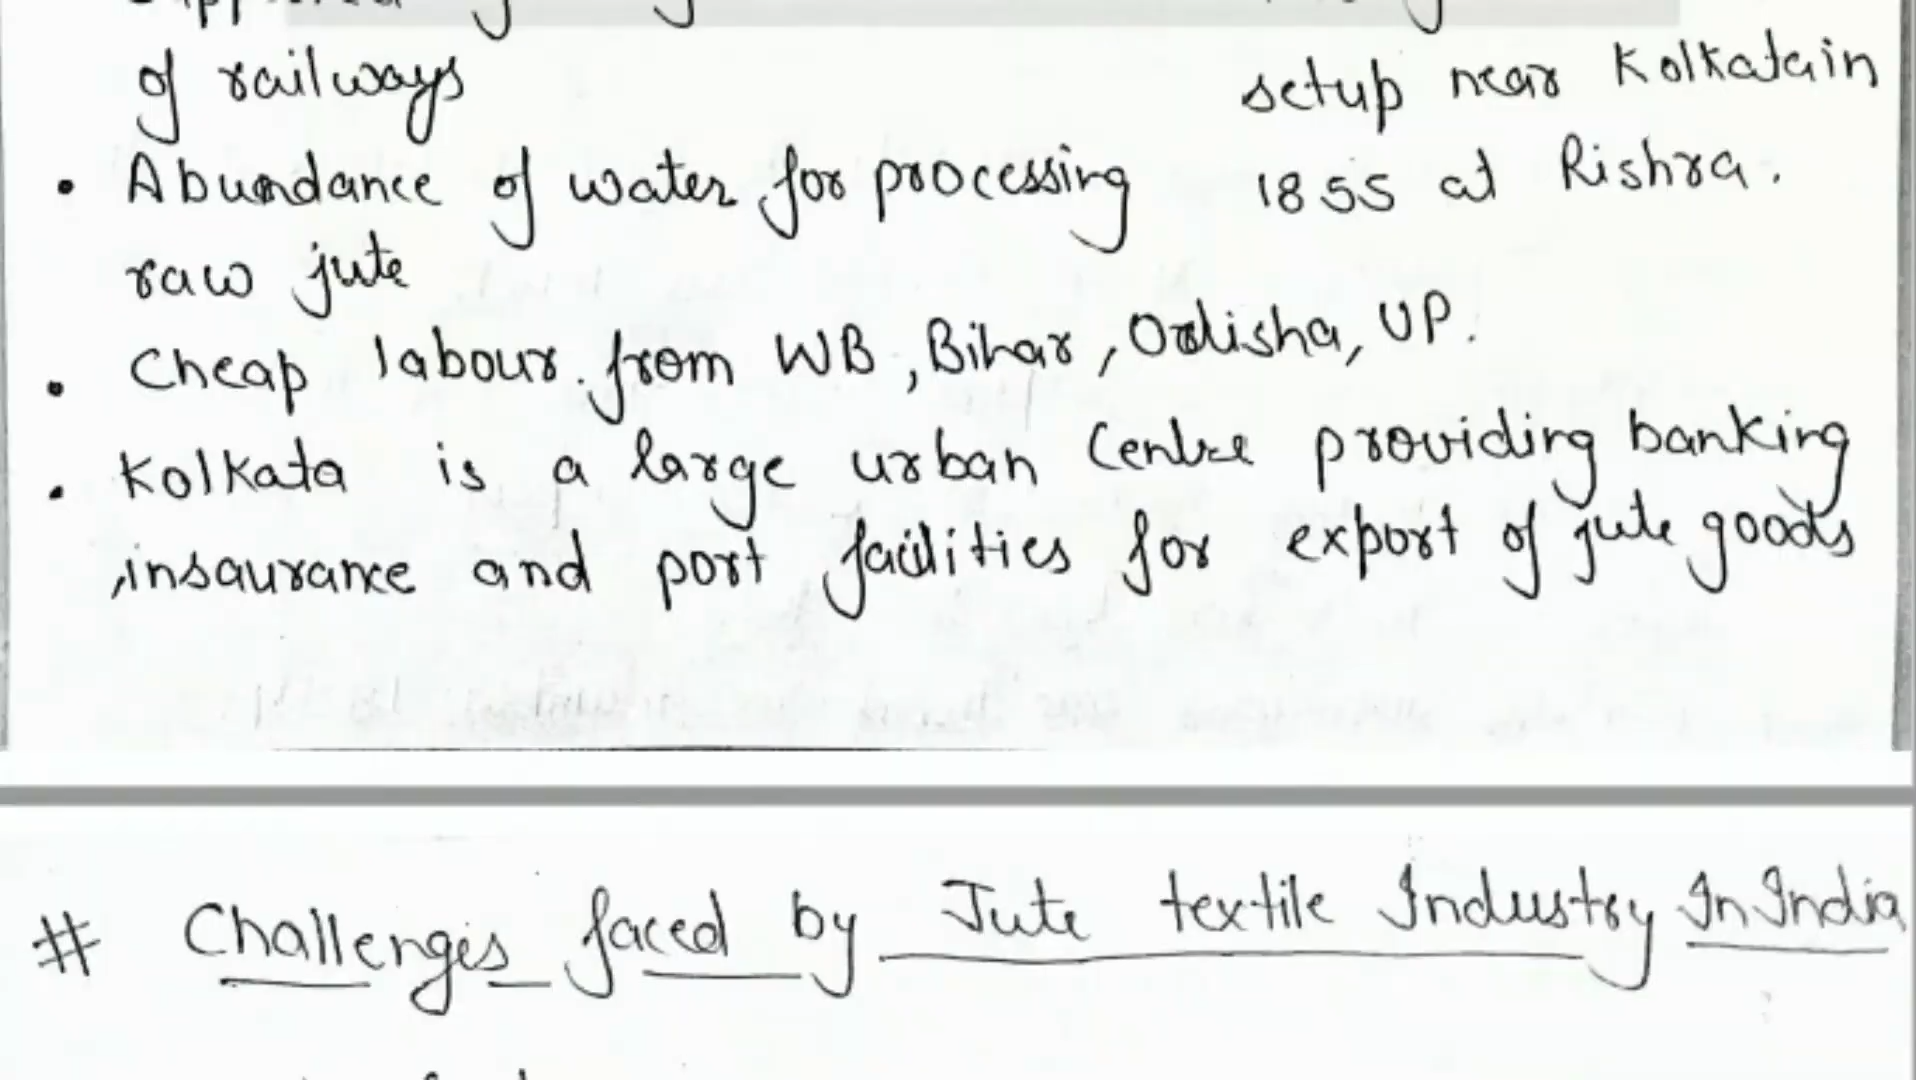 of railways
setup near Kolkatain
• Abundance of water for processing
1855 at Rishra.
raw jute
• Cheap labour from WB, Bihar, Odisha, UP.
• Kolkata is a large urban Centre providing banking
,insaurance and port facilities for export of jute goods
# Challenges faced by Jute textile Industry In India